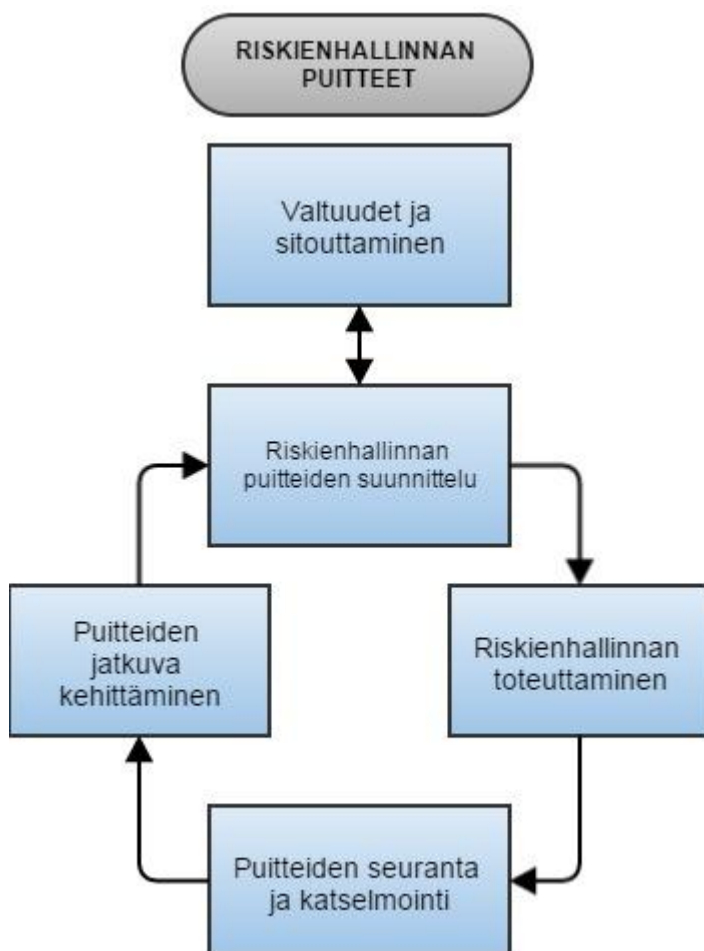 RISKIENHALLINNAN
PUITTEET
Valtuudet ja
sitouttaminen
Riskienhallinnan
puitteiden suunnittelu
Puitteiden
jatkuva
kehittäminen
Riskienhallinnan
toteuttaminen
Puitteiden seuranta
ja katselmointi